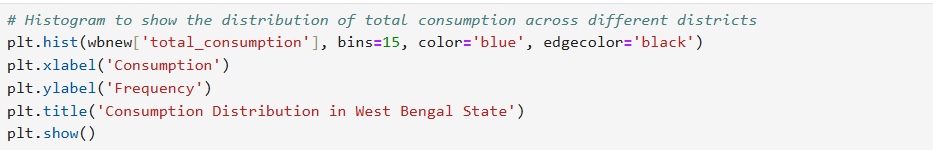 # Histogram to show the distribution of total consumption across different districts
plt.hist(wbnew['total_consumption'], bins=15, color='blue', edgecolor='black')
plt.xlabel('Consumption')
plt.ylabel('Frequency')
plt.title('Consumption Distribution in West Bengal State')
plt.show()